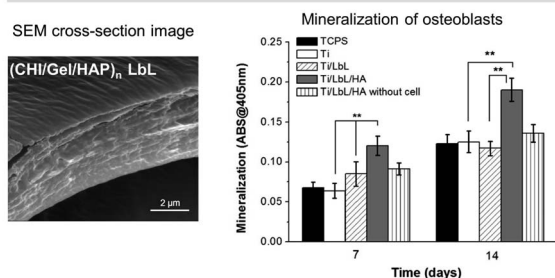 SEM cross-section image
(CHI/Gel/HAP)n LbL
2 μm
Mineralization of osteoblasts
Mineralization (ABS@405nm)
0.25
0.20
0.15
0.10
0.05
0.00
TCPS
Ti
Ti/LbL
Ti/LbL/HA
Ti/LbL/HA without cell
**
**
**
7
14
Time (days)